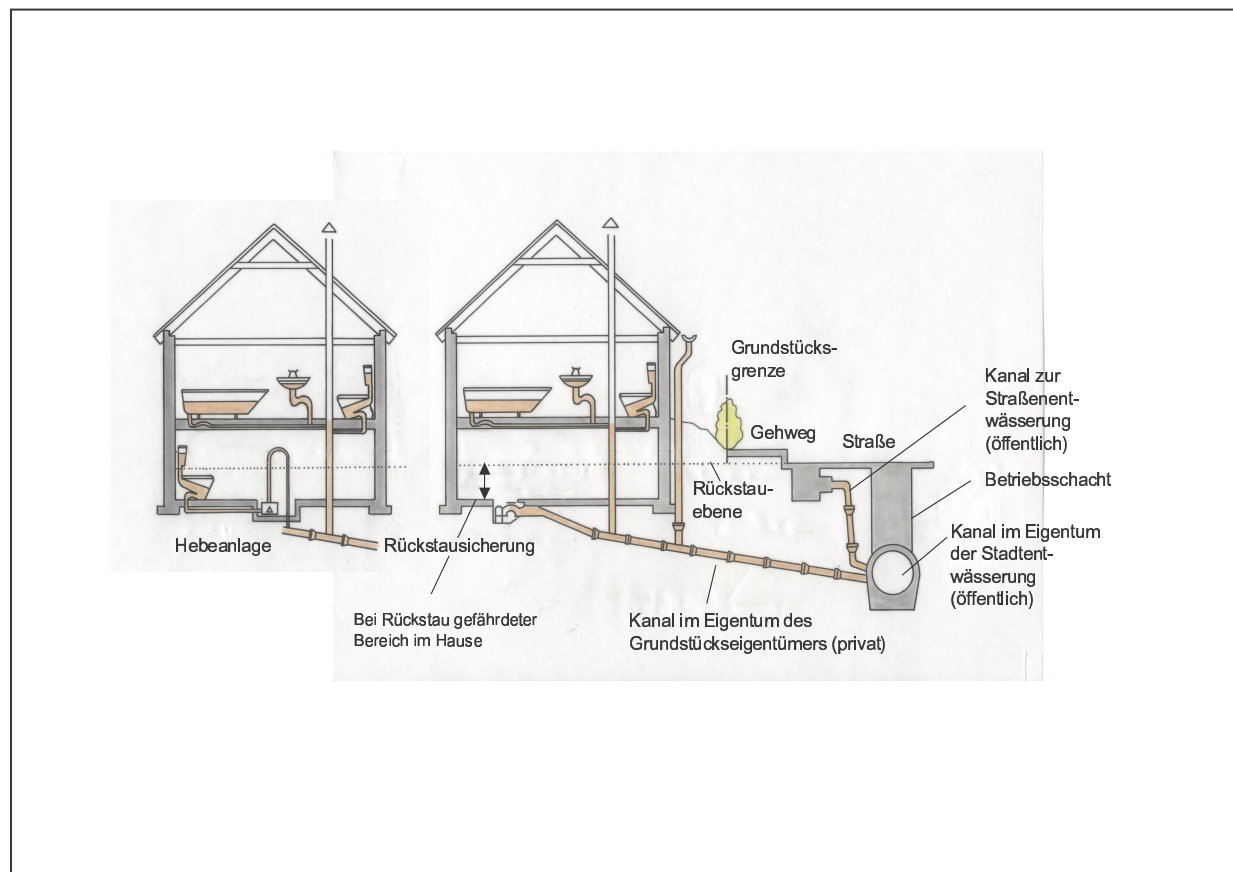 Grundstücks-
grenze
Kanal zur
Straßenent-
wässerung
(öffentlich)
Gehweg
Straße
Rückstau-
ebene
Betriebsschacht
Hebeanlage
Rückstausicherung
Kanal im Eigentum
der Stadtent-
wässerung
(öffentlich)
Bei Rückstau gefährdeter
Bereich im Hause
Kanal im Eigentum des
Grundstückseigentümers (privat)